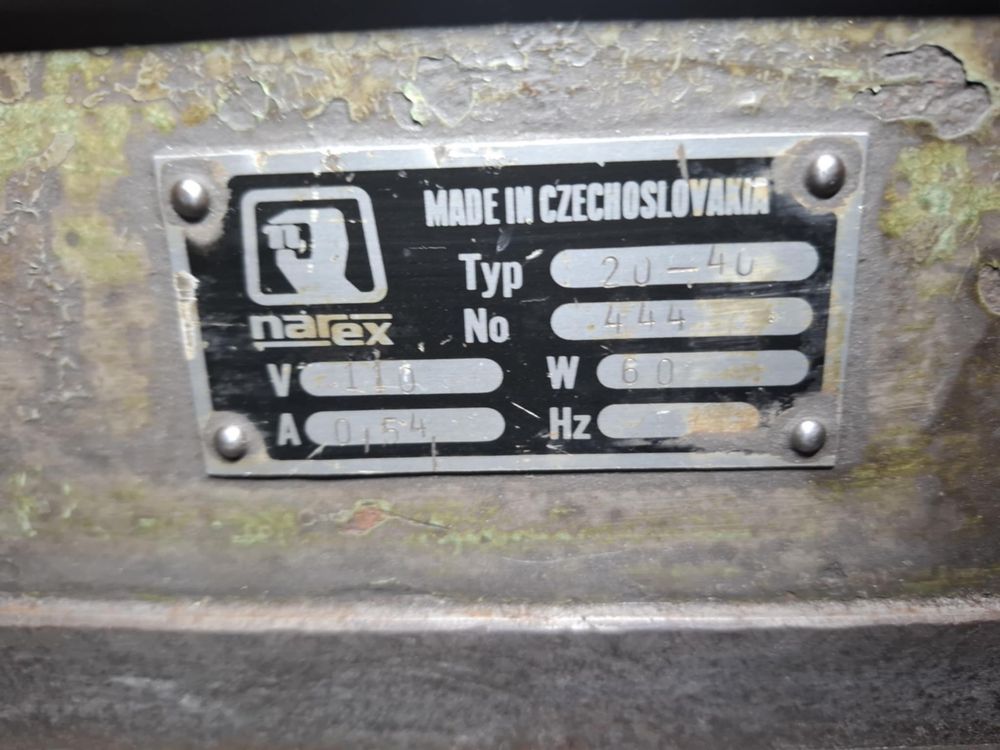 MADE IN CZECHOSLOVAKIA
narex
Typ 20-40
No 444
V 110
W 60
A 0,54
Hz